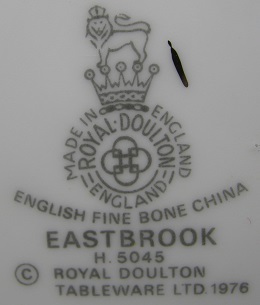 MADE IN ENGLAND
ROYAL·DOULTON
ENGLAND
ENGLISH FINE BONE CHINA
EASTBROOK
H. 5045
© ROYAL DOULTON
TABLEWARE LTD. 1976